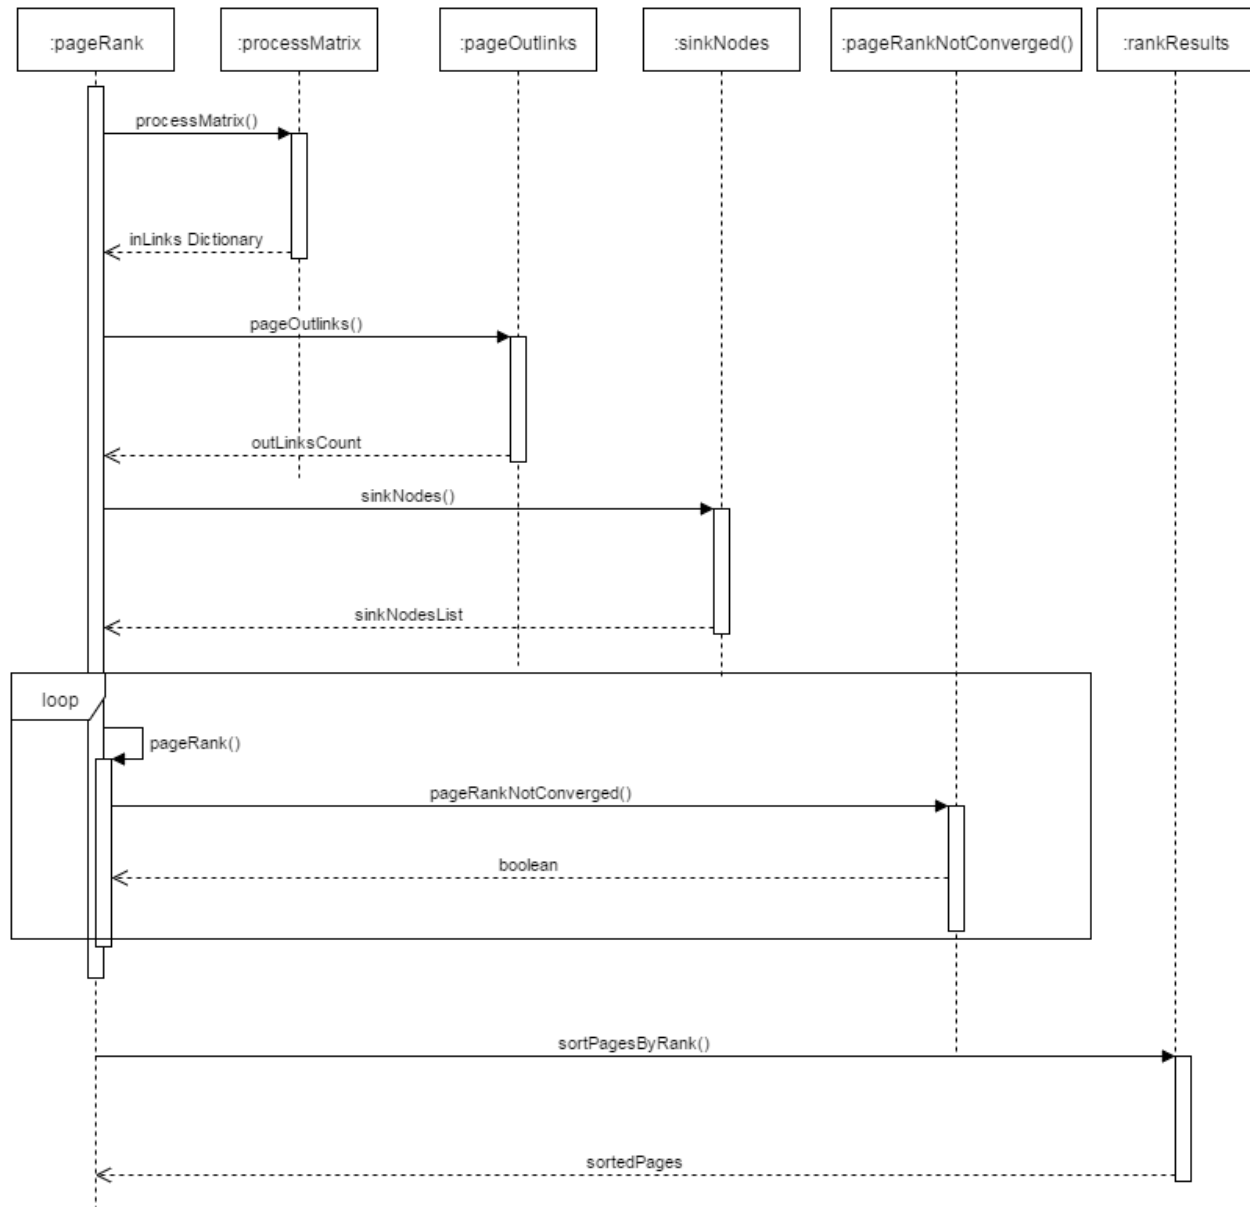 :pageRank
:processMatrix
:pageOutlinks
:sinkNodes
:pageRankNotConverged()
:rankResults
processMatrix()
inLinks Dictionary
pageOutlinks()
outLinksCount
sinkNodes()
sinkNodesList
loop
pageRank()
pageRankNotConverged()
boolean
sortPagesByRank()
sortedPages